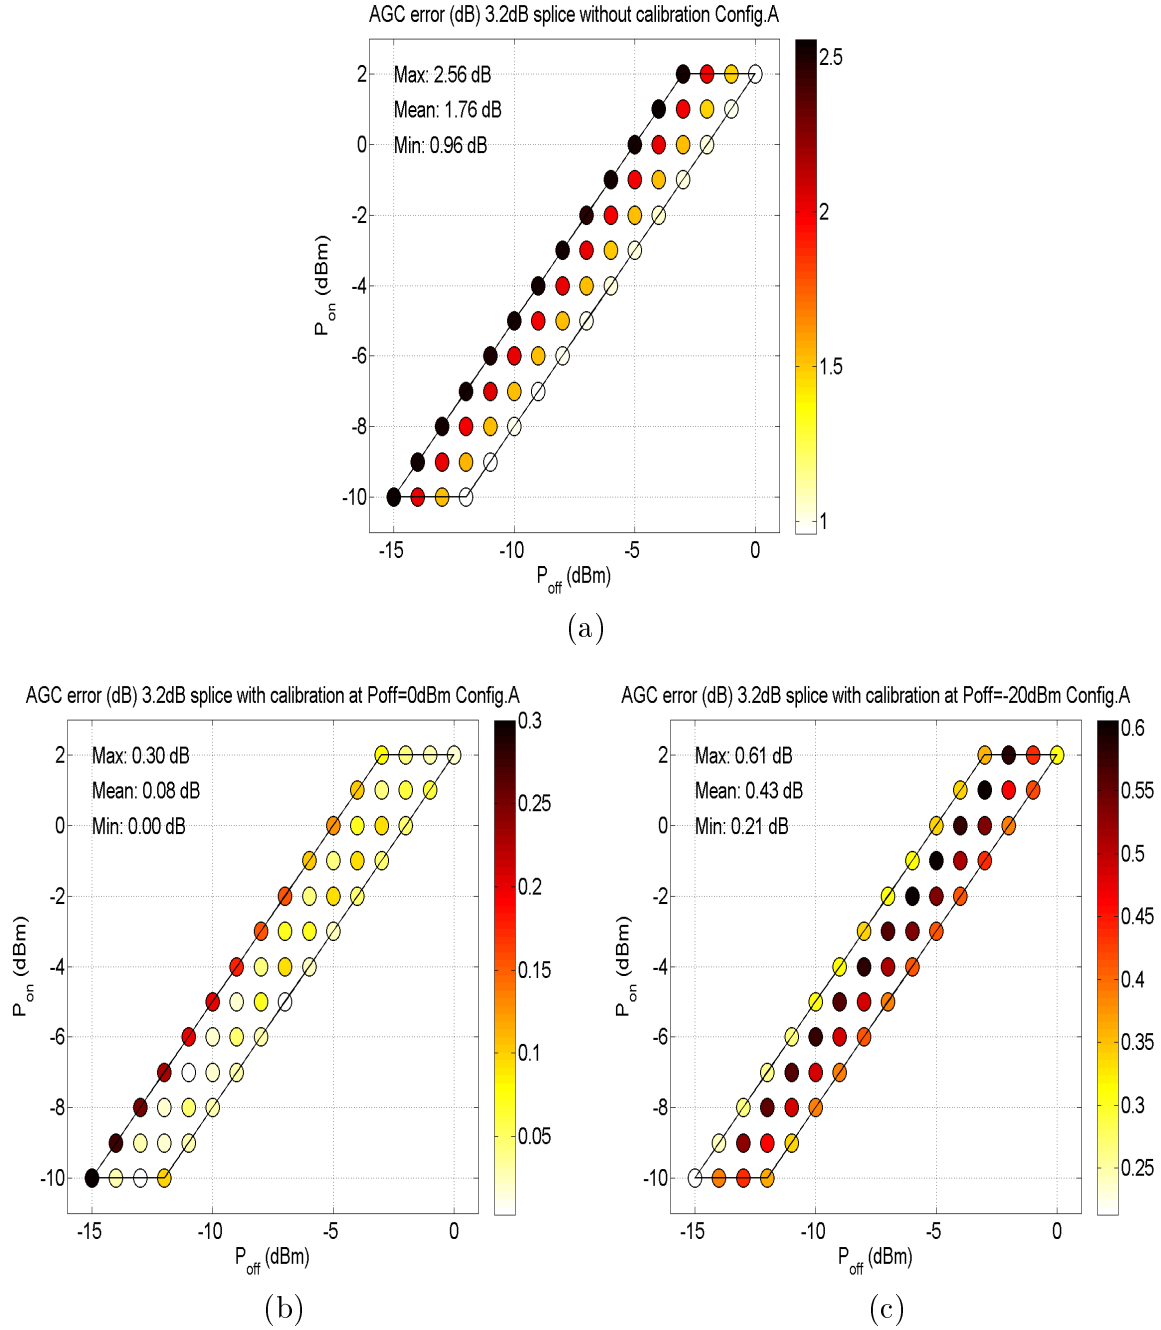 AGC error (dB) 3.2dB splice without calibration Config.A
Max: 2.56 dB
Mean: 1.76 dB
Min: 0.96 dB
2
0
-2
-4
-6
-8
-10
P_on (dBm)
-15 -10 -5 0
P_off (dBm)
2.5
2
1.5
1
(a)
AGC error (dB) 3.2dB splice with calibration at Poff=0dBm Config.A
Max: 0.30 dB
Mean: 0.08 dB
Min: 0.00 dB
2
0
-2
-4
-6
-8
-10
P_on (dBm)
-15 -10 -5 0
P_off (dBm)
0.3
0.25
0.2
0.15
0.1
0.05
(b)
AGC error (dB) 3.2dB splice with calibration at Poff=-20dBm Config.A
Max: 0.61 dB
Mean: 0.43 dB
Min: 0.21 dB
2
0
-2
-4
-6
-8
-10
P_on (dBm)
-15 -10 -5 0
P_off (dBm)
0.6
0.55
0.5
0.45
0.4
0.35
0.3
0.25
(c)